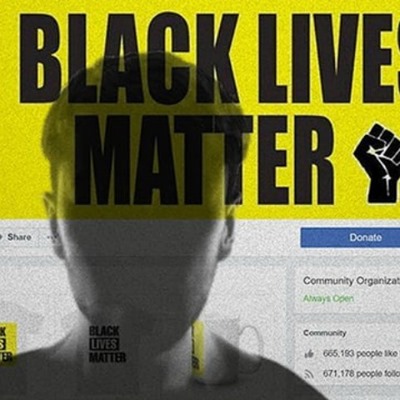 BLACK LIVES
MATTER
Share
Donate
Community Organizat
Always Open
Community
665,193 people like
671,178 people follo
BLACK
LIVES
MATTER